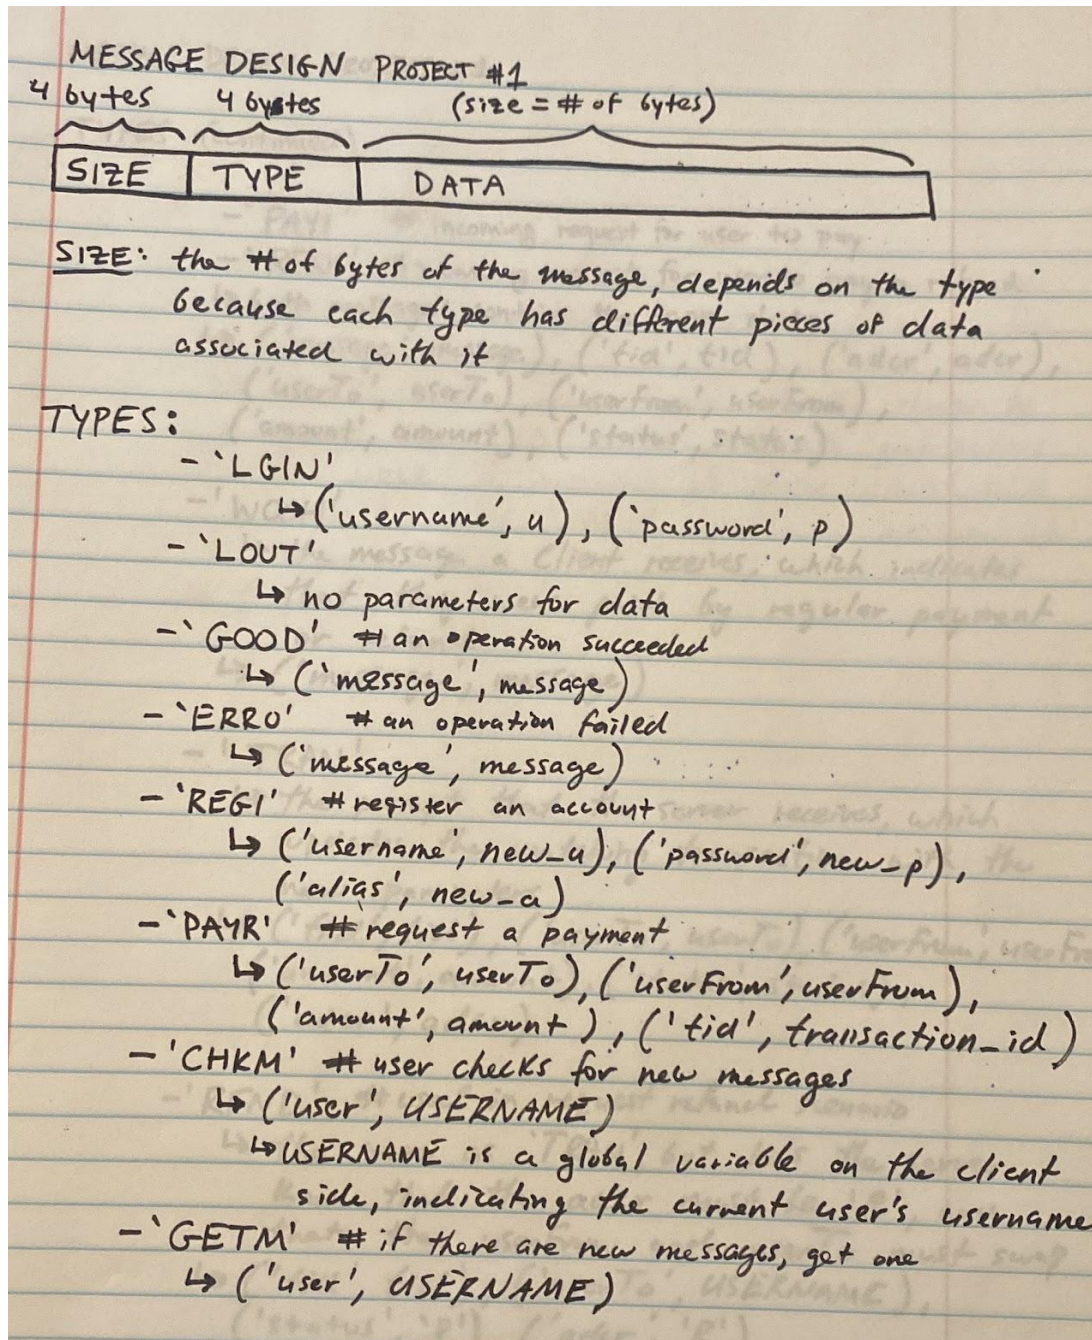 MESSAGE DESIGN PROJECT #1
4 bytes 4 bytes (size = # of bytes)
SIZE TYPE DATA
SIZE: the # of bytes of the message, depends on the type
because each type has different pieces of data
associated with it
TYPES:
- 'LGIN'
↳ ('username', u), ('password', p)
- 'LOUT'
↳ no parameters for data
- 'GOOD' # an operation succeeded
↳ ('message', message)
- 'ERRO' # an operation failed
↳ ('message', message)
- 'REGI' # register an account
↳ ('username', new_u), ('password', new_p),
('alias', new_a)
- 'PAYR' # request a payment
↳ ('userTo', userTo), ('userFrom', userFrom),
('amount', amount), ('tid', transaction_id)
- 'CHKM' # user checks for new messages
↳ ('user', USERNAME)
↳ USERNAME is a global variable on the client
side, indicating the current user's username
- 'GETM' # if there are new messages, get one
↳ ('user', USERNAME)